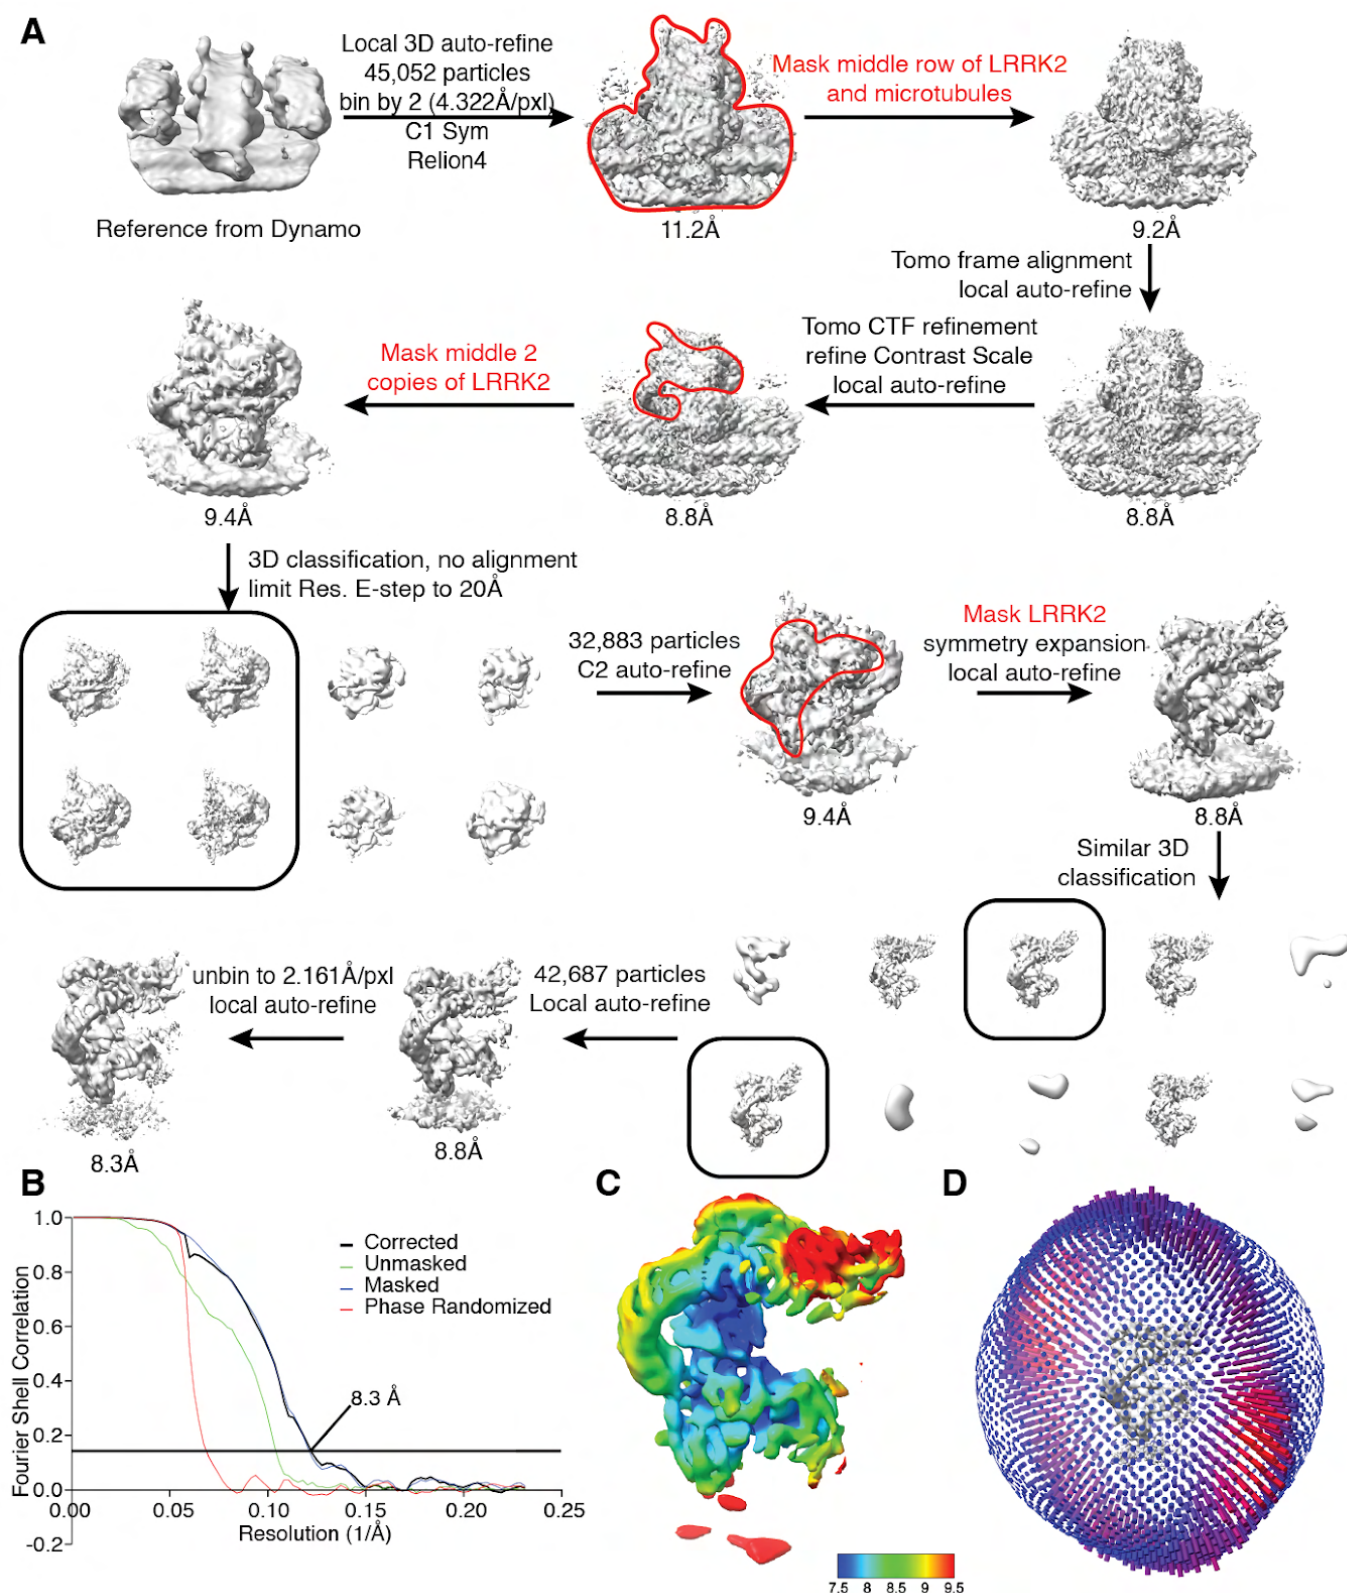 A
Local 3D auto-refine
45,052 particles
bin by 2 (4.322Å/pxl)
C1 Sym
Relion4
Mask middle row of LRRK2
and microtubules
Reference from Dynamo
11.2Å
9.2Å
Tomo frame alignment
local auto-refine
Tomo CTF refinement
refine Contrast Scale
local auto-refine
Mask middle 2
copies of LRRK2
9.4Å
8.8Å
8.8Å
3D classification, no alignment
limit Res. E-step to 20Å
32,883 particles
C2 auto-refine
Mask LRRK2
symmetry expansion
local auto-refine
9.4Å
8.8Å
Similar 3D
classification
unbin to 2.161Å/pxl
local auto-refine
42,687 particles
Local auto-refine
8.3Å
8.8Å
B
1.0
0.8
0.6
0.4
0.2
0.0
-0.2
Fourier Shell Correlation
Corrected
Unmasked
Masked
Phase Randomized
8.3 Å
0.00
0.05
0.10
0.15
0.20
0.25
Resolution (1/Å)
C
7.5 8 8.5 9 9.5
D